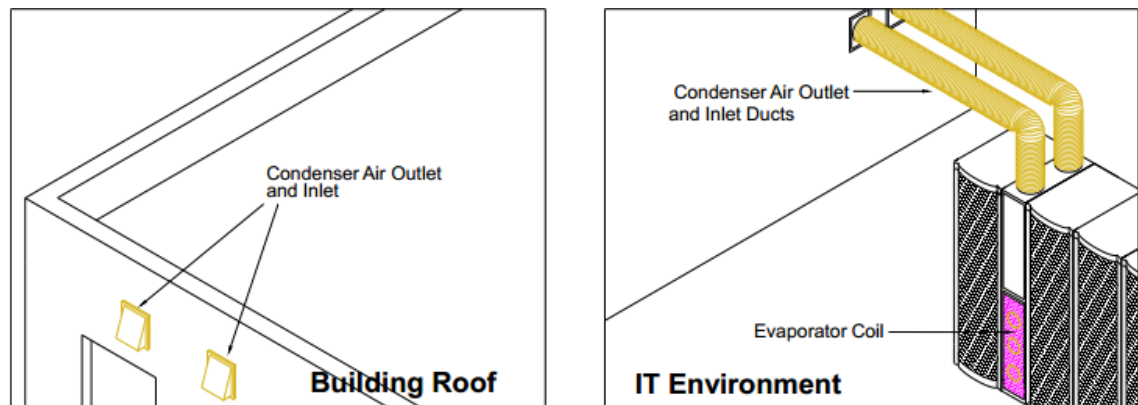 Condenser Air Outlet
and Inlet
Building Roof
Condenser Air Outlet
and Inlet Ducts
Evaporator Coil
IT Environment